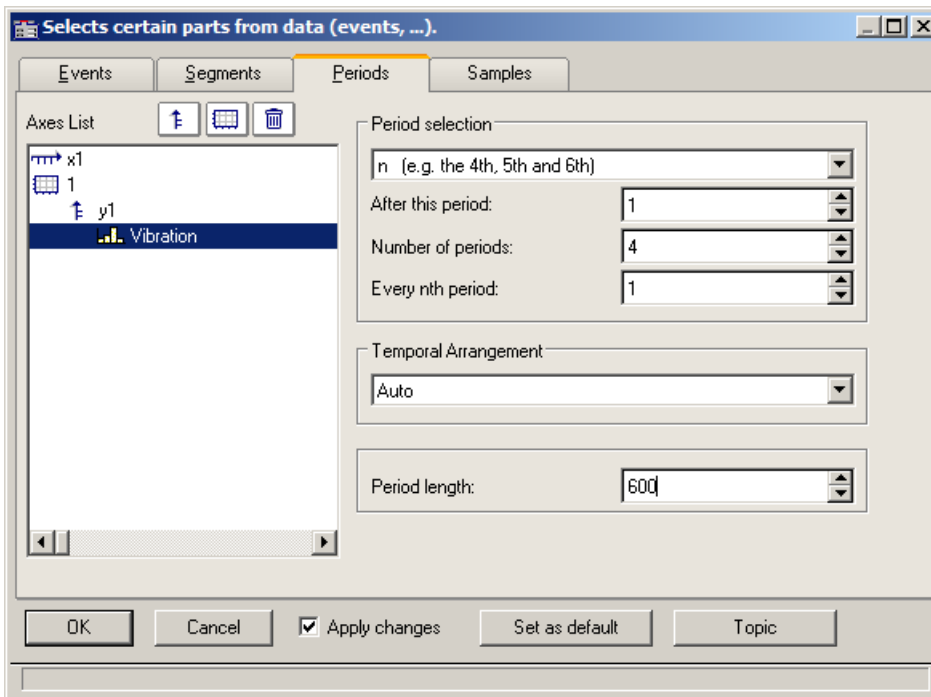 Selects certain parts from data (events, ...).
Events Segments Periods Samples
Axes List
x1
1
y1
Vibration
Period selection
n (e.g. the 4th, 5th and 6th)
After this period: 1
Number of periods: 4
Every nth period: 1
Temporal Arrangement
Auto
Period length: 600
OK Cancel Apply changes Set as default Topic